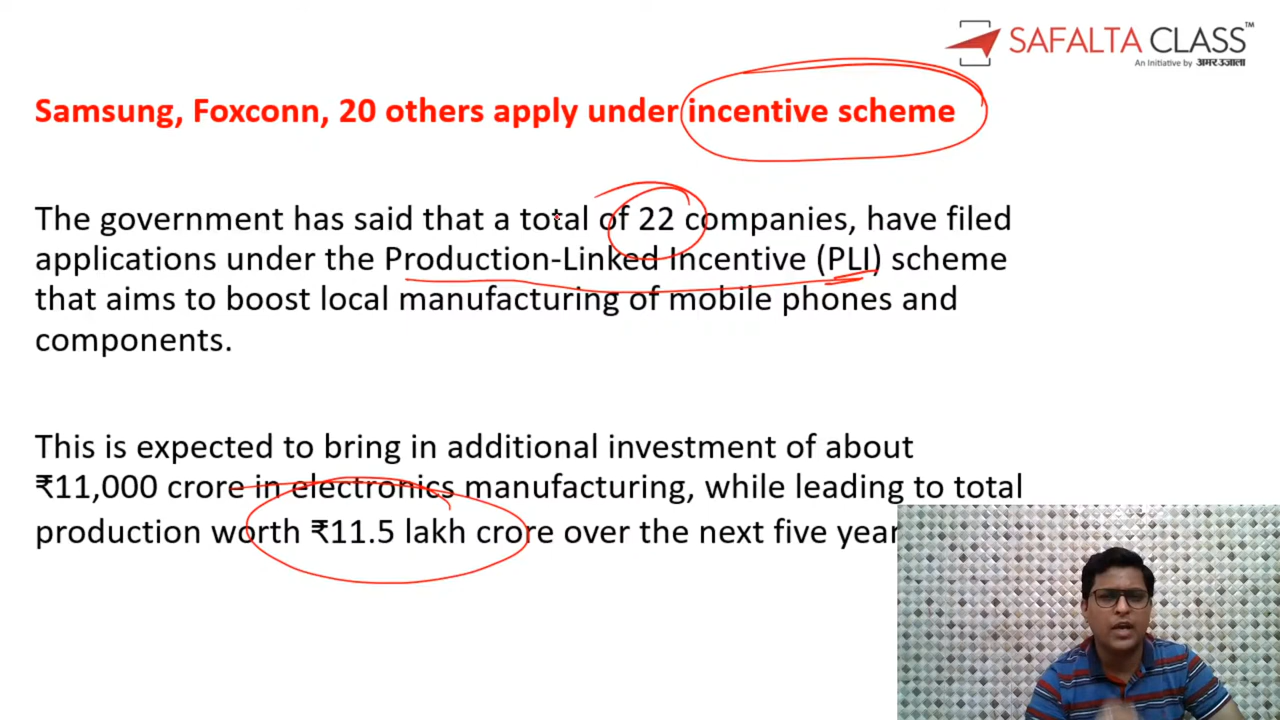 SAFALTA CLASS™
An Initiative by अमर उजाला
Samsung, Foxconn, 20 others apply under incentive scheme
The government has said that a total of 22 companies, have filed
applications under the Production-Linked Incentive (PLI) scheme
that aims to boost local manufacturing of mobile phones and
components.
This is expected to bring in additional investment of about
₹11,000 crore in electronics manufacturing, while leading to total
production worth ₹11.5 lakh crore over the next five year